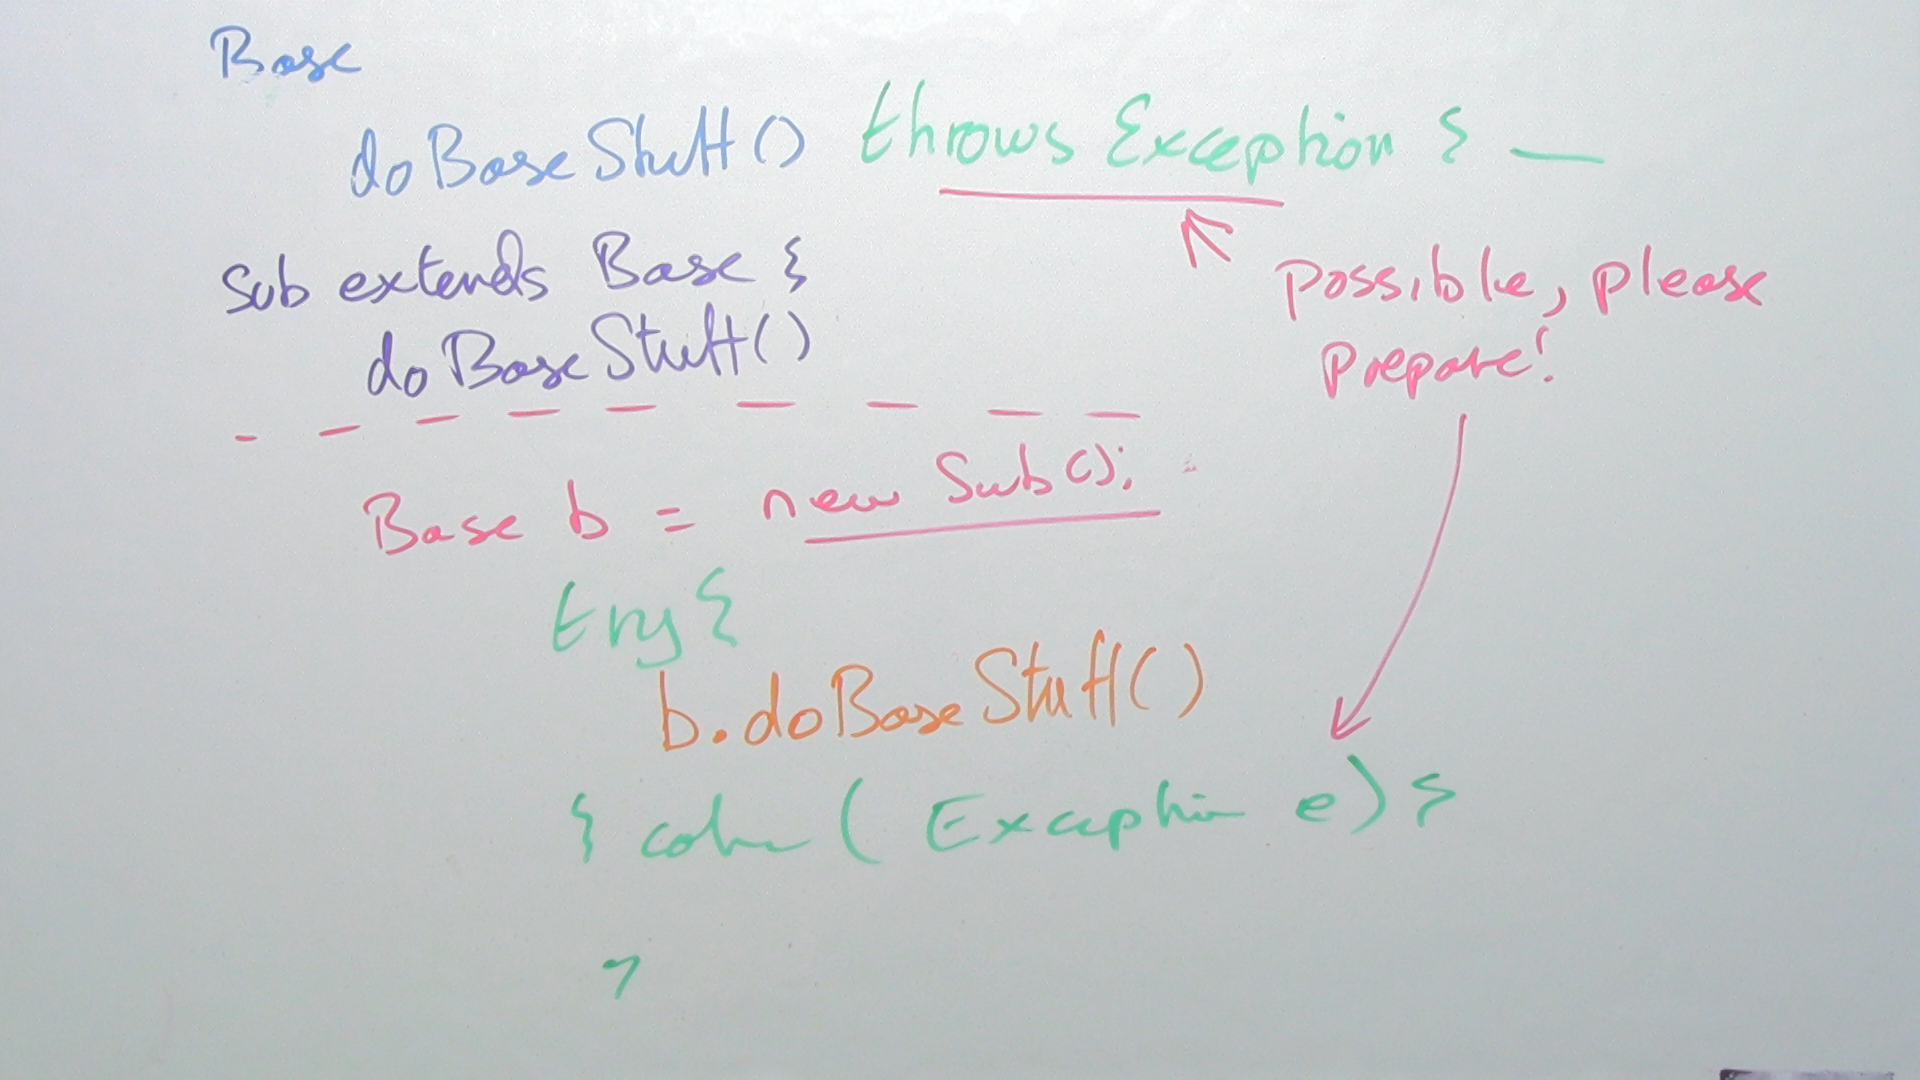 Base
doBaseStuff() throws Exception { —
Sub extends Base {
doBaseStuff()
possible, please
prepare!
Base b = new Sub();
try {
b.doBaseStuff()
} catch ( Exception e) {
}